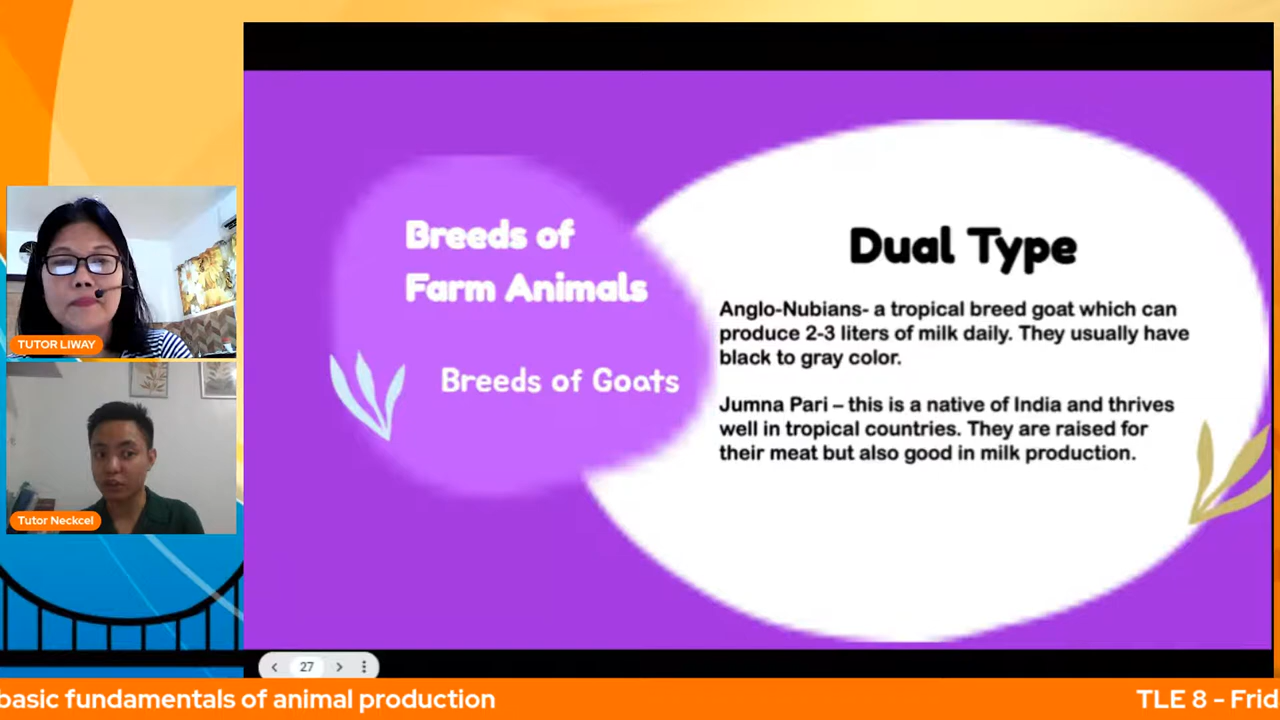 Breeds of
Farm Animals
Breeds of Goats
Dual Type
Anglo-Nubians- a tropical breed goat which can
produce 2-3 liters of milk daily. They usually have
black to gray color.
Jumna Pari – this is a native of India and thrives
well in tropical countries. They are raised for
their meat but also good in milk production.
TUTOR LIWAY
Tutor Neckcel
27
basic fundamentals of animal production
TLE 8 - Frid